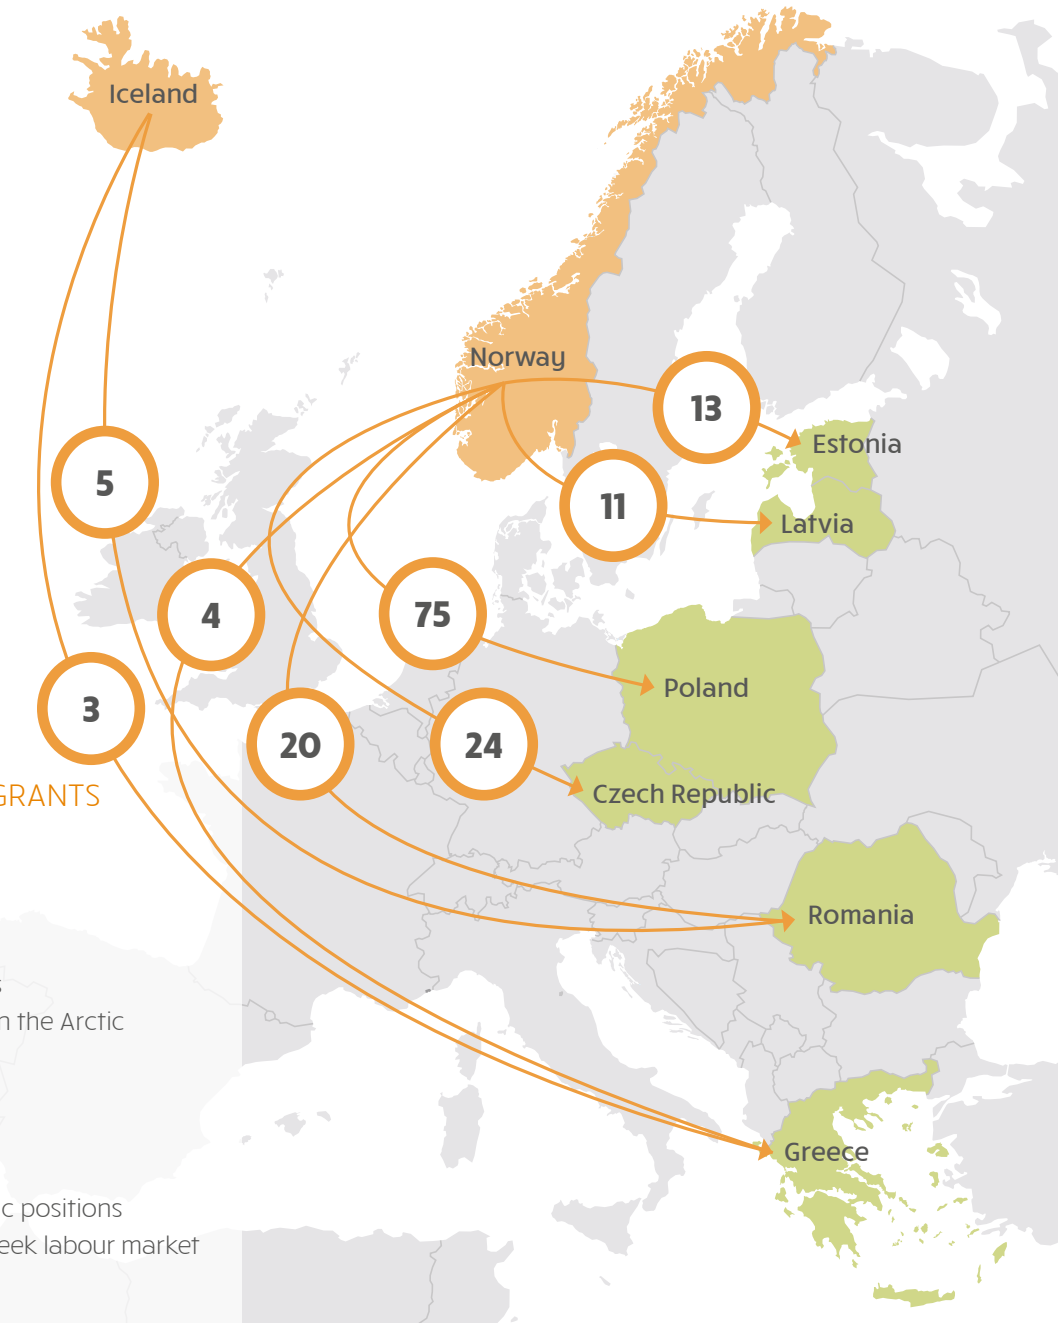 Iceland
Norway
13
Estonia
5
11
Latvia
4
75
Poland
3
20
24
Czech Republic
GRANTS
Romania
s
n the Arctic
Greece
c positions
eek labour market